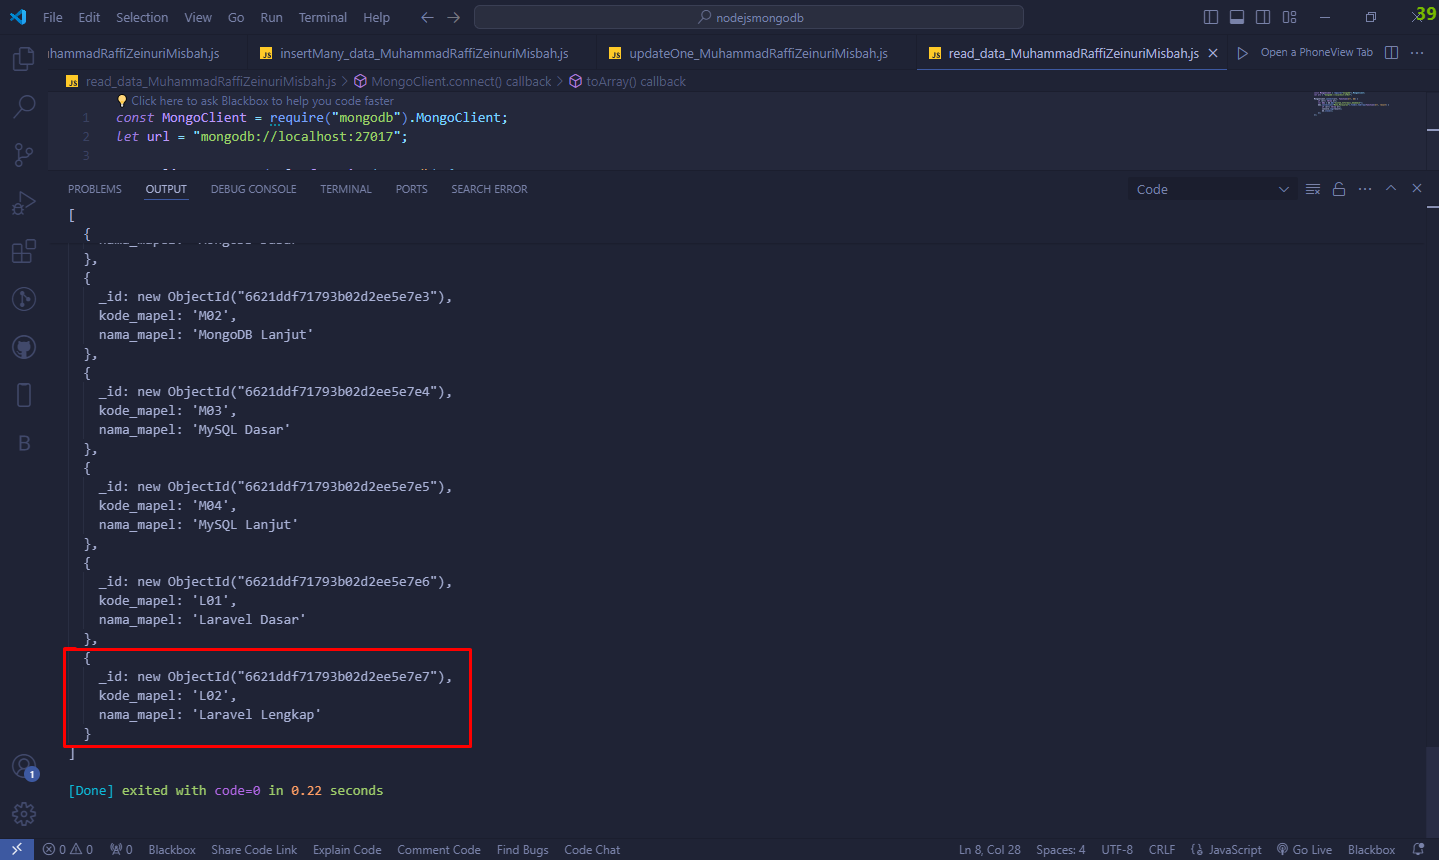 39
File Edit Selection View Go Run Terminal Help
nodejsmongodb
uhammadRaffiZeinuriMisbah.js
JS insertMany_data_MuhammadRaffiZeinuriMisbah.js
JS updateOne_MuhammadRaffiZeinuriMisbah.js
JS read_data_MuhammadRaffiZeinuriMisbah.js
Open a PhoneView Tab
JS read_data_MuhammadRaffiZeinuriMisbah.js > MongoClient.connect() callback > toArray() callback
Click here to ask Blackbox to help you code faster
1 const MongoClient = require("mongodb").MongoClient;
2 let url = "mongodb://localhost:27017";
3
PROBLEMS OUTPUT DEBUG CONSOLE TERMINAL PORTS SEARCH ERROR
Code
[
{
},
{
_id: new ObjectId("6621ddf71793b02d2ee5e7e3"),
kode_mapel: 'M02',
nama_mapel: 'MongoDB Lanjut'
},
{
_id: new ObjectId("6621ddf71793b02d2ee5e7e4"),
kode_mapel: 'M03',
nama_mapel: 'MySQL Dasar'
},
{
_id: new ObjectId("6621ddf71793b02d2ee5e7e5"),
kode_mapel: 'M04',
nama_mapel: 'MySQL Lanjut'
},
{
_id: new ObjectId("6621ddf71793b02d2ee5e7e6"),
kode_mapel: 'L01',
nama_mapel: 'Laravel Dasar'
},
{
_id: new ObjectId("6621ddf71793b02d2ee5e7e7"),
kode_mapel: 'L02',
nama_mapel: 'Laravel Lengkap'
}
]
[Done] exited with code=0 in 0.22 seconds
B
1
0 0 0 Blackbox Share Code Link Explain Code Comment Code Find Bugs Code Chat
Ln 8, Col 28 Spaces: 4 UTF-8 CRLF JavaScript Go Live Blackbox